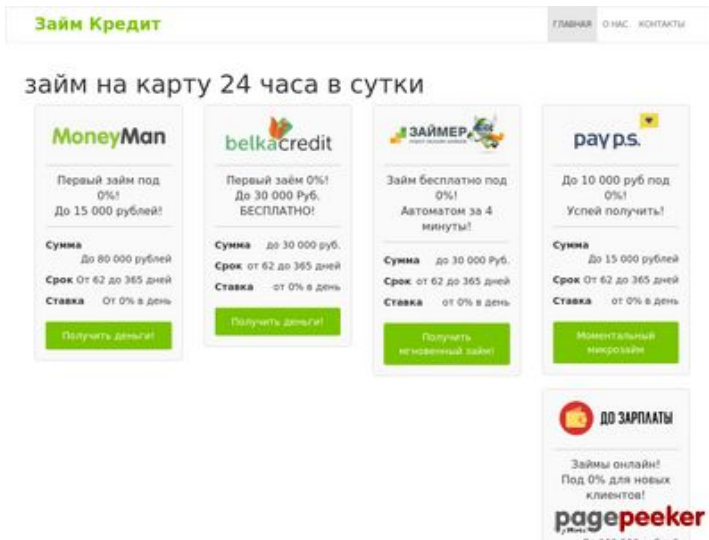 Займ Кредит
ГЛАВНАЯ О НАС КОНТАКТЫ
займ на карту 24 часа в сутки
MoneyMan
Первый займ под
0%!
До 15 000 рублей!
Сумма
До 80 000 рублей
Срок От 62 до 365 дней
Ставка От 0% в день
Получить деньги!
belkacredit
Первый заём 0%!
До 30 000 Руб.
БЕСПЛАТНО!
Сумма до 30 000 руб.
Срок от 62 до 365 дней
Ставка от 0% в день
Получить деньги!
ЗАЙМЕР
Займ бесплатно под
0%!
Автоматом за 4
минуты!
Сумма до 30 000 Руб.
Срок от 62 до 365 дней
Ставка от 0% в день
Получить
мгновенный займ!
pay p.s.
До 10 000 руб под
0%!
Успей получить!
Сумма
До 15 000 рублей
Срок От 62 до 365 дней
Ставка от 0% в день
Моментальный
микрозайм
ДО ЗАРПЛАТЫ
Займы онлайн!
Под 0% для новых
клиентов!
pagepeeker